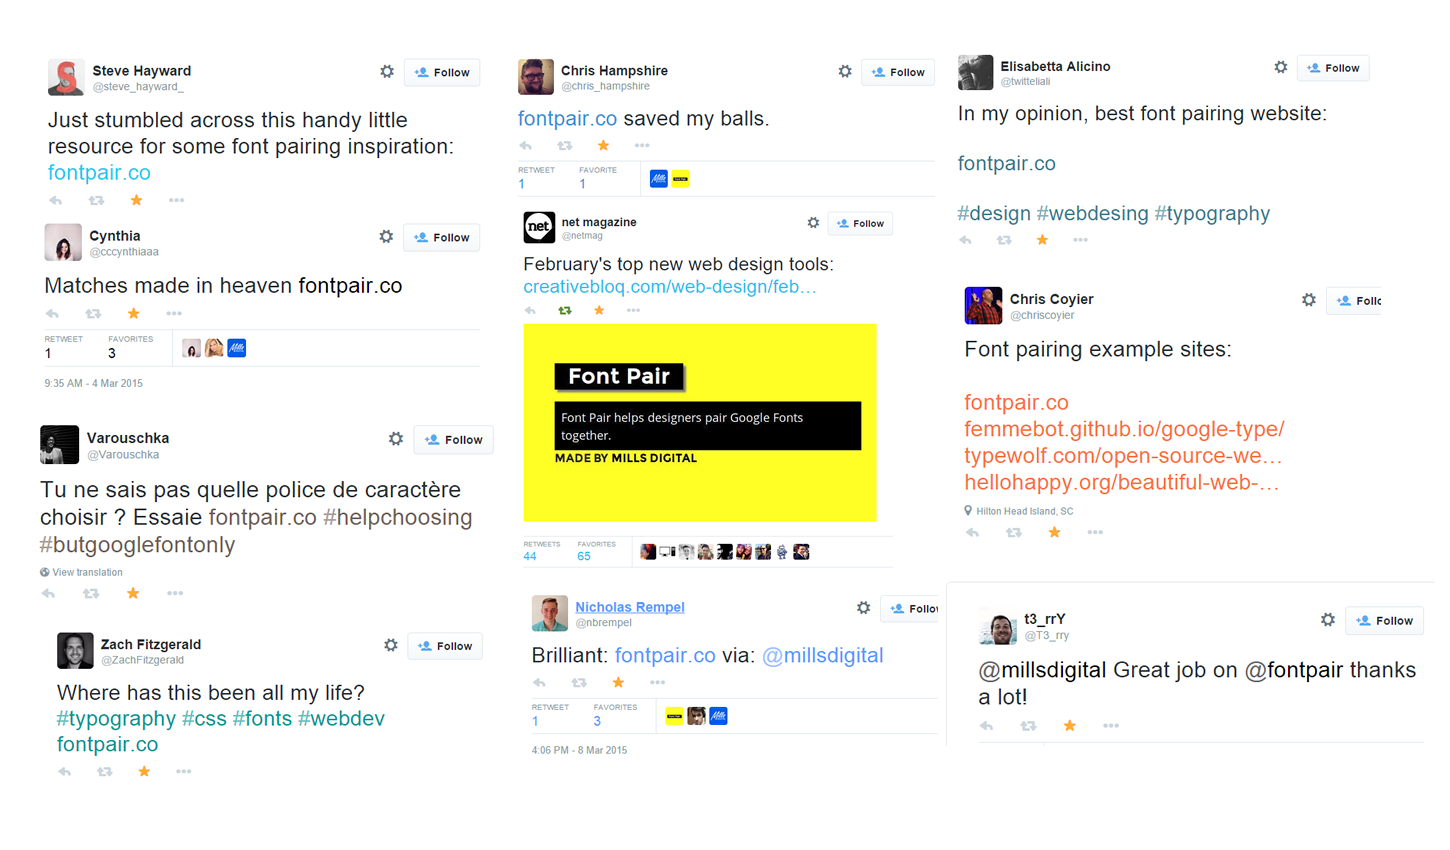 Steve Hayward
@steve_hayward_
Follow
Just stumbled across this handy little
resource for some font pairing inspiration:
fontpair.co
Cynthia
@cccynthiaaa
Follow
Matches made in heaven fontpair.co
RETWEET FAVORITES
1 3
Mills
9:35 AM - 4 Mar 2015
Varouschka
@Varouschka
Follow
Tu ne sais pas quelle police de caractère
choisir ? Essaie fontpair.co #helpchoosing
#butgooglefontonly
View translation
Zach Fitzgerald
@ZachFitzgerald
Follow
Where has this been all my life?
#typography #css #fonts #webdev
fontpair.co
Chris Hampshire
@chris_hampshire
Follow
fontpair.co saved my balls.
RETWEET FAVORITE
1 1
Mills
Font Pair
net
net magazine
@netmag
Follow
February's top new web design tools:
creativebloq.com/web-design/feb…
Font Pair
Font Pair helps designers pair Google Fonts
together.
MADE BY MILLS DIGITAL
RETWEETS FAVORITES
44 65
Nicholas Rempel
@nbrempel
Follow
Brilliant: fontpair.co via: @millsdigital
RETWEET FAVORITES
1 3
Font Pair
Mills
4:06 PM - 8 Mar 2015
Elisabetta Alicino
@twitteliali
Follow
In my opinion, best font pairing website:
fontpair.co
#design #webdesing #typography
Chris Coyier
@chriscoyier
Follc
Font pairing example sites:
fontpair.co
femmebot.github.io/google-type/
typewolf.com/open-source-we…
hellohappy.org/beautiful-web-…
Hilton Head Island, SC
t3_rrY
@T3_rry
Follow
@millsdigital Great job on @fontpair thanks
a lot!